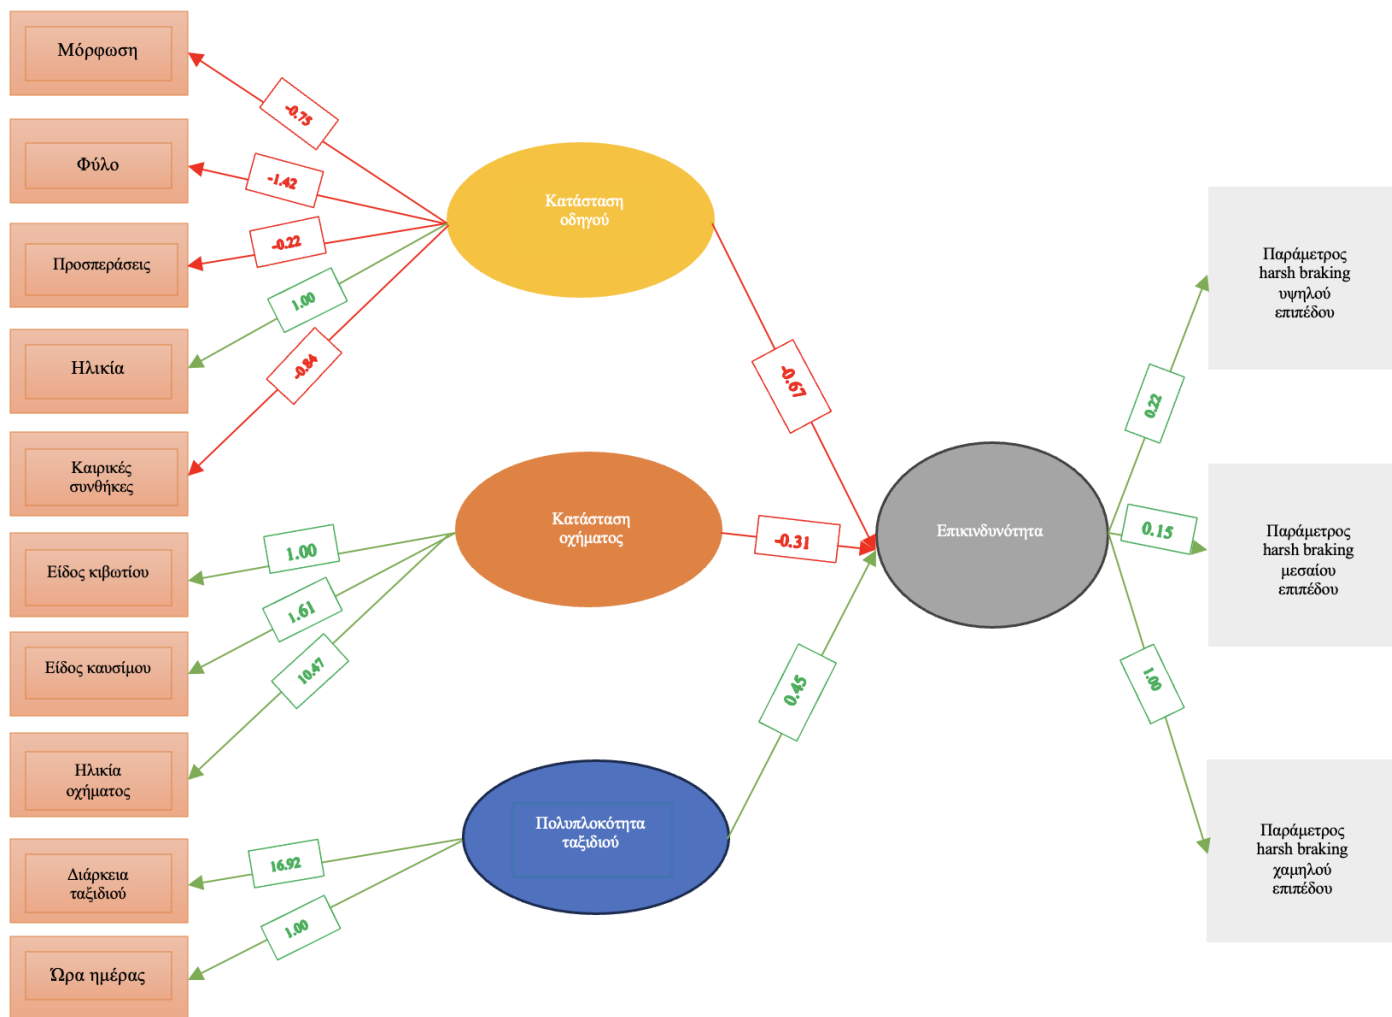 Μόρφωση
Φύλο
Προσπεράσεις
Ηλικία
Καιρικές
συνθήκες
Είδος κιβωτίου
Είδος καυσίμου
Ηλικία
οχήματος
Διάρκεια
ταξιδιού
Ώρα ημέρας
-0.75
-1.42
-0.22
1.00
-0.84
1.00
1.61
10.47
16.92
1.00
Κατάσταση
οδηγού
Κατάσταση
οχήματος
Πολυπλοκότητα
ταξιδιού
-0.67
-0.31
0.45
Επικινδυνότητα
0.22
0.15
1.00
Παράμετρος
harsh braking
υψηλού
επιπέδου
Παράμετρος
harsh braking
μεσαίου
επιπέδου
Παράμετρος
harsh braking
χαμηλού
επιπέδου